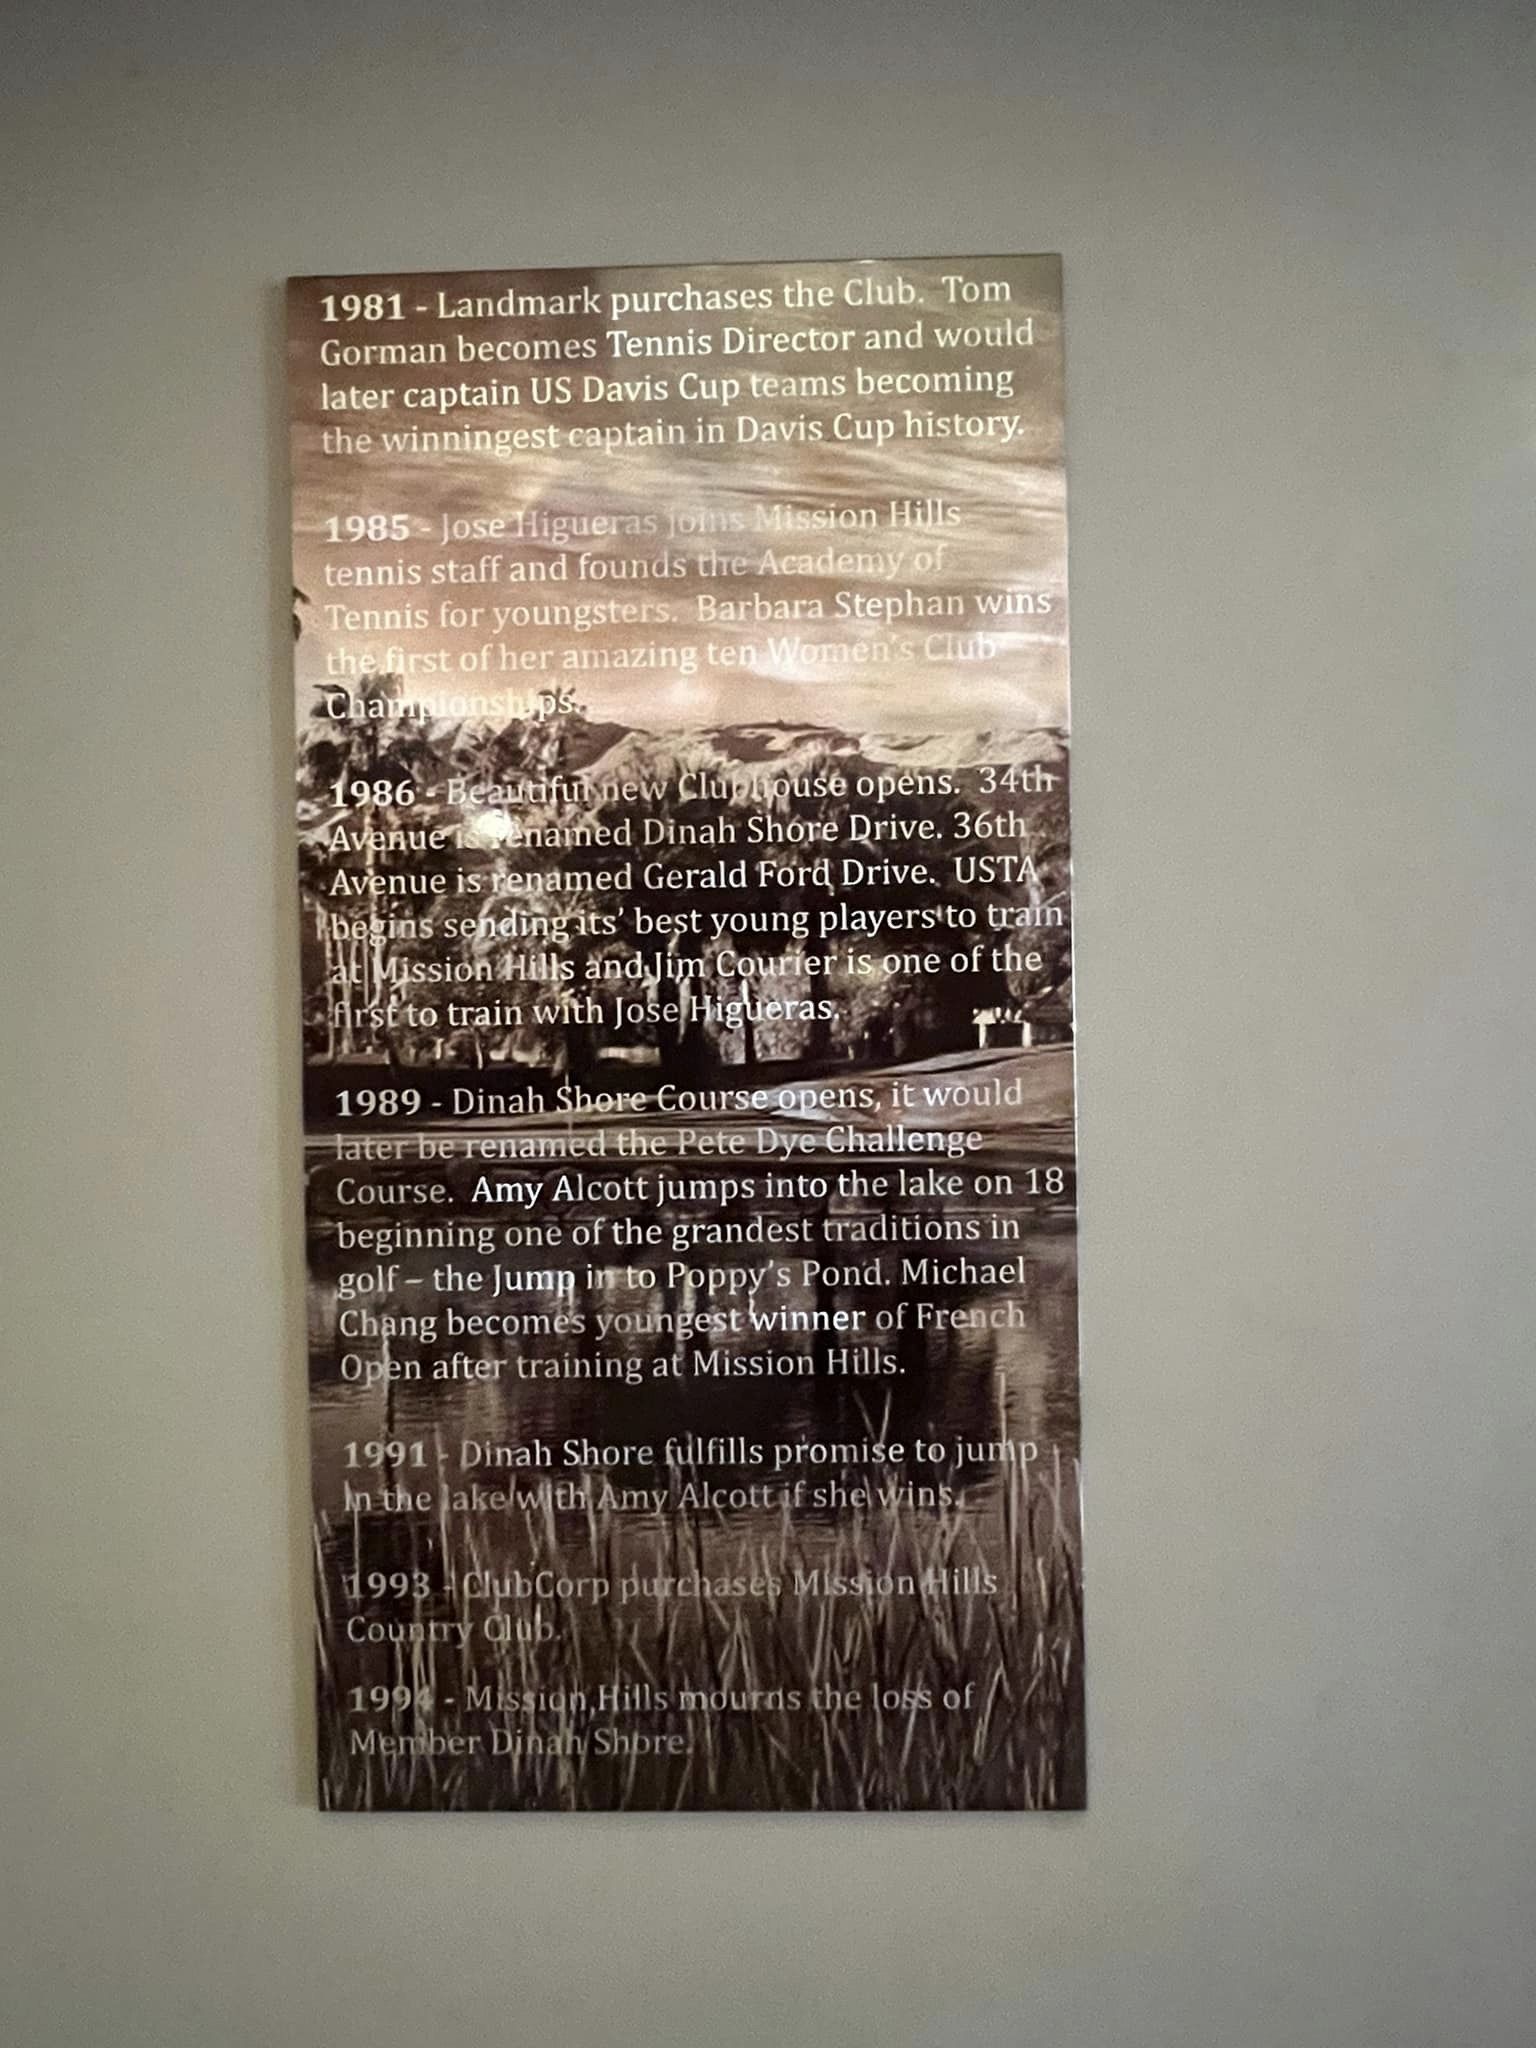 1981 - Landmark purchases the Club. Tom
Gorman becomes Tennis Director and would
later captain US Davis Cup teams becoming
the winningest captain in Davis Cup history.
1985 - Jose Higueras joins Mission Hills
tennis staff and founds the Academy of
Tennis for youngsters. Barbara Stephan wins
the first of her amazing ten Women's Club
Championships.
1986 - Beautiful new Clubhouse opens. 34th
Avenue is renamed Dinah Shore Drive. 36th
Avenue is renamed Gerald Ford Drive. USTA
begins sending its' best young players to train
at Mission Hills and Jim Courier is one of the
first to train with Jose Higueras.
1989 - Dinah Shore Course opens, it would
later be renamed the Pete Dye Challenge
Course. Amy Alcott jumps into the lake on 18
beginning one of the grandest traditions in
golf – the Jump in to Poppy's Pond. Michael
Chang becomes youngest winner of French
Open after training at Mission Hills.
1991 - Dinah Shore fulfills promise to jump
in the lake with Amy Alcott if she wins.
1993 - ClubCorp purchases Mission Hills
Country Club.
1994 - Mission Hills mourns the loss of
Member Dinah Shore.